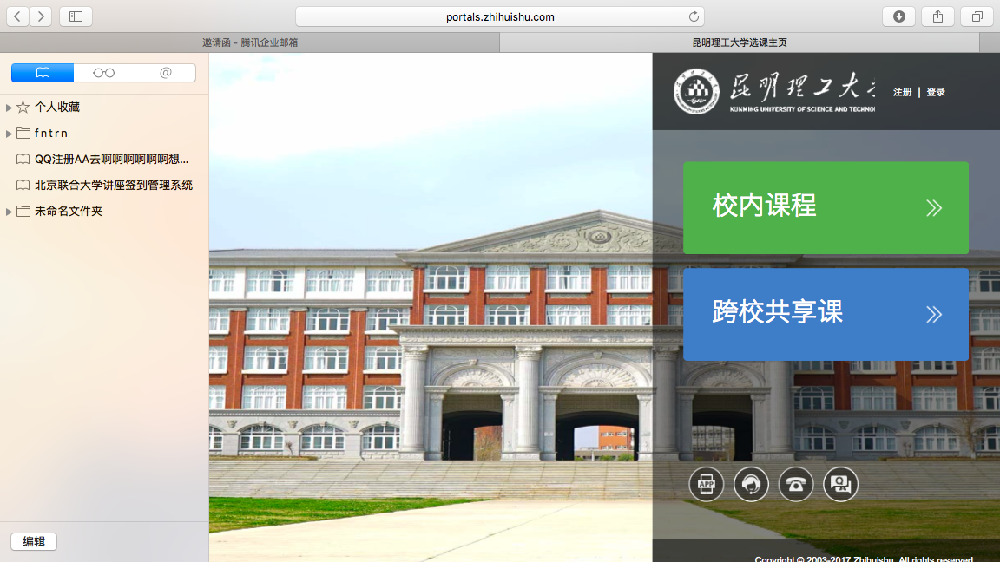 portals.zhihuishu.com
邀请函 - 腾讯企业邮箱
昆明理工大学选课主页
@
个人收藏
fntrn
QQ注册AA去啊啊啊啊啊啊想...
北京联合大学讲座签到管理系统
未命名文件夹
编辑
昆明理工大
KUNMING UNIVERSITY OF SCIENCE AND TECHNOL
注册 | 登录
校内课程
跨校共享课
APP
Copyright © 2003-2017 Zhihuishu. All rights reserved